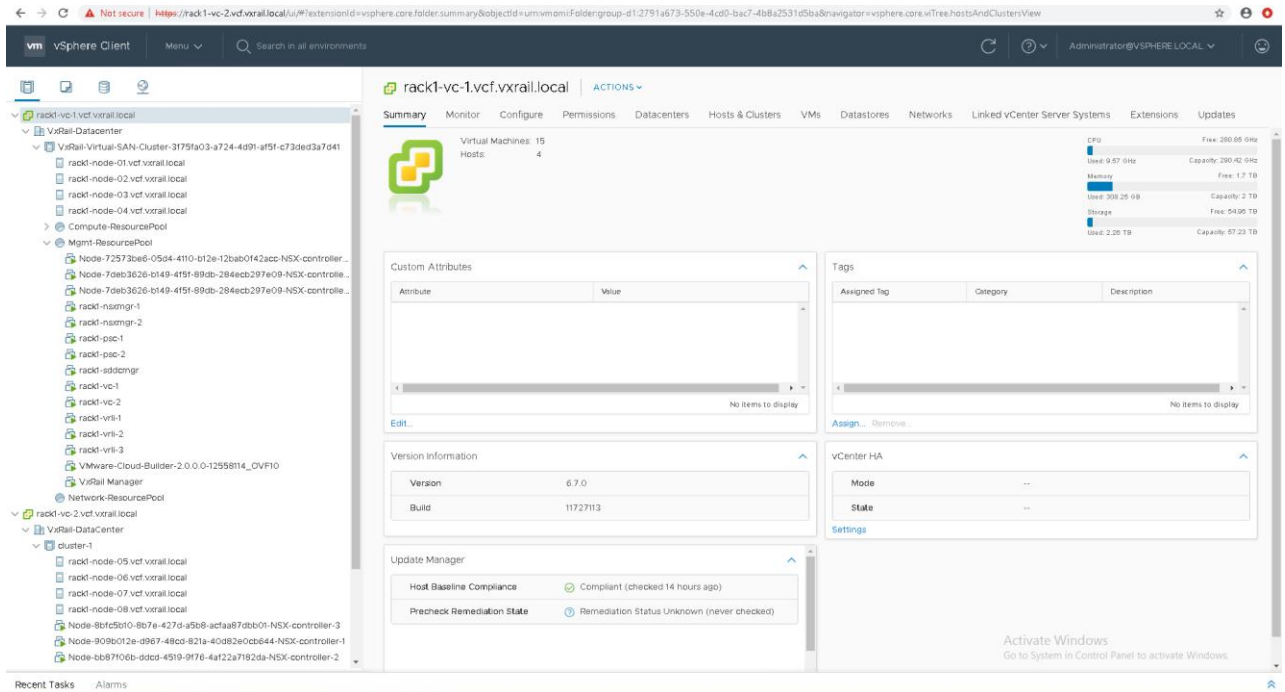 Not secure | https://rack1-vc-2.vcf.vxrail.local/ui/#?extensionId=vsphere.core.folder.summary&objectId=urn:vmomi:Folder:group-d1:2791a673-550e-4cd0-bac7-4b8a2531d5ba&navigator=vsphere.core.viTree.hostsAndClustersView
vm vSphere Client Menu Search in all environments Administrator@VSPHERE.LOCAL
rack1-vc-1.vcf.vxrail.local
VxRail-Datacenter
VxRail-Virtual-SAN-Cluster-3f75fa03-a724-4d91-af5f-c73ded3a7d41
rack1-node-01.vcf.vxrail.local
rack1-node-02.vcf.vxrail.local
rack1-node-03.vcf.vxrail.local
rack1-node-04.vcf.vxrail.local
Compute-ResourcePool
Mgmt-ResourcePool
Node-72573be6-05d4-4110-b12e-12bab0f42acc-NSX-controller...
Node-7deb3626-b149-4f5f-89db-284ecb297e09-NSX-controlle...
Node-7deb3626-b149-4f5f-89db-284ecb297e09-NSX-controlle...
rack1-nsxmgr-1
rack1-nsxmgr-2
rack1-psc-1
rack1-psc-2
rack1-sddcmgr
rack1-vc-1
rack1-vc-2
rack1-vrli-1
rack1-vrli-2
rack1-vrli-3
VMware-Cloud-Builder-2.0.0.0-12558114_OVF10
VxRail Manager
Network-ResourcePool
rack1-vc-2.vcf.vxrail.local
VxRail-DataCenter
cluster-1
rack1-node-05.vcf.vxrail.local
rack1-node-06.vcf.vxrail.local
rack1-node-07.vcf.vxrail.local
rack1-node-08.vcf.vxrail.local
Node-8bfc5b10-8b7e-427d-a5b8-acfaa87dbb01-NSX-controller-3
Node-909b012e-d967-48cd-821a-40d82e0cb644-NSX-controller-1
Node-bb87f06b-ddcd-4519-9f76-4af22a7182da-NSX-controller-2
rack1-vc-1.vcf.vxrail.local ACTIONS
Summary Monitor Configure Permissions Datacenters Hosts & Clusters VMs Datastores Networks Linked vCenter Server Systems Extensions Updates
Virtual Machines: 15
Hosts: 4
CPU Free: 280.85 GHz
Used: 9.57 GHz Capacity: 290.42 GHz
Memory Free: 1.7 TB
Used: 308.26 GB Capacity: 2 TB
Storage Free: 54.96 TB
Used: 2.26 TB Capacity: 57.23 TB
Custom Attributes
Attribute Value
No items to display
Edit...
Tags
Assigned Tag Category Description
No items to display
Assign... Remove...
Version Information
Version 6.7.0
Build 11727113
vCenter HA
Mode --
State --
Settings
Update Manager
Host Baseline Compliance Compliant (checked 14 hours ago)
Precheck Remediation State Remediation Status Unknown (never checked)
Activate Windows
Go to System in Control Panel to activate Windows.
Recent Tasks Alarms